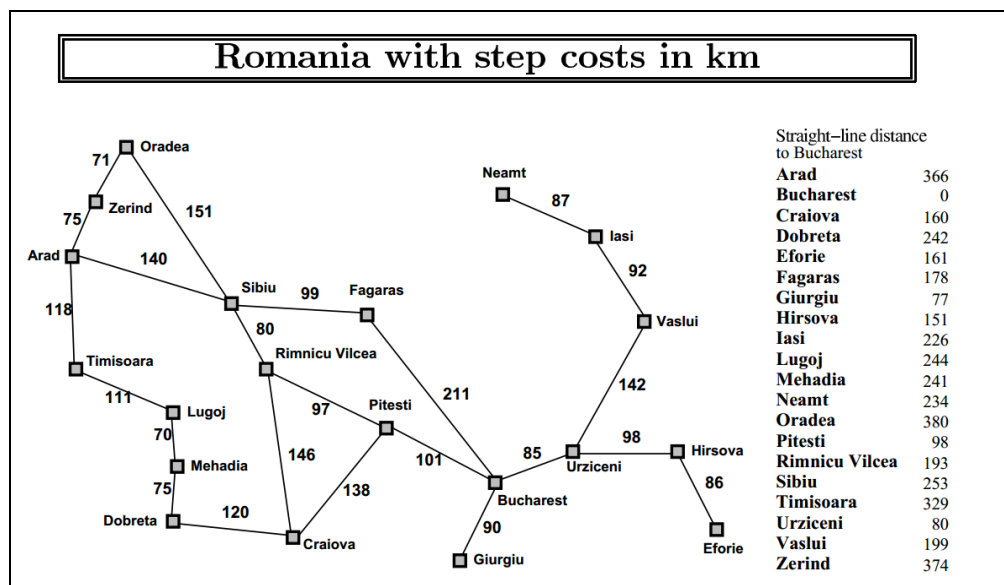 Romania with step costs in km
Oradea
71
Neamt
87
Zerind
75
151
Iasi
Arad
140
92
Sibiu
99
Fagaras
118
80
Vaslui
Timisoara
Rimnicu Vilcea
111
142
211
Lugoj
97
Pitesti
70
98
Hirsova
146
85
Mehadia
101
Urziceni
86
75
138
Bucharest
120
90
Dobreta
Craiova
Eforie
Giurgiu
Straight−line distance
to Bucharest
Arad 366
Bucharest 0
Craiova 160
Dobreta 242
Eforie 161
Fagaras 178
Giurgiu 77
Hirsova 151
Iasi 226
Lugoj 244
Mehadia 241
Neamt 234
Oradea 380
Pitesti 98
Rimnicu Vilcea 193
Sibiu 253
Timisoara 329
Urziceni 80
Vaslui 199
Zerind 374